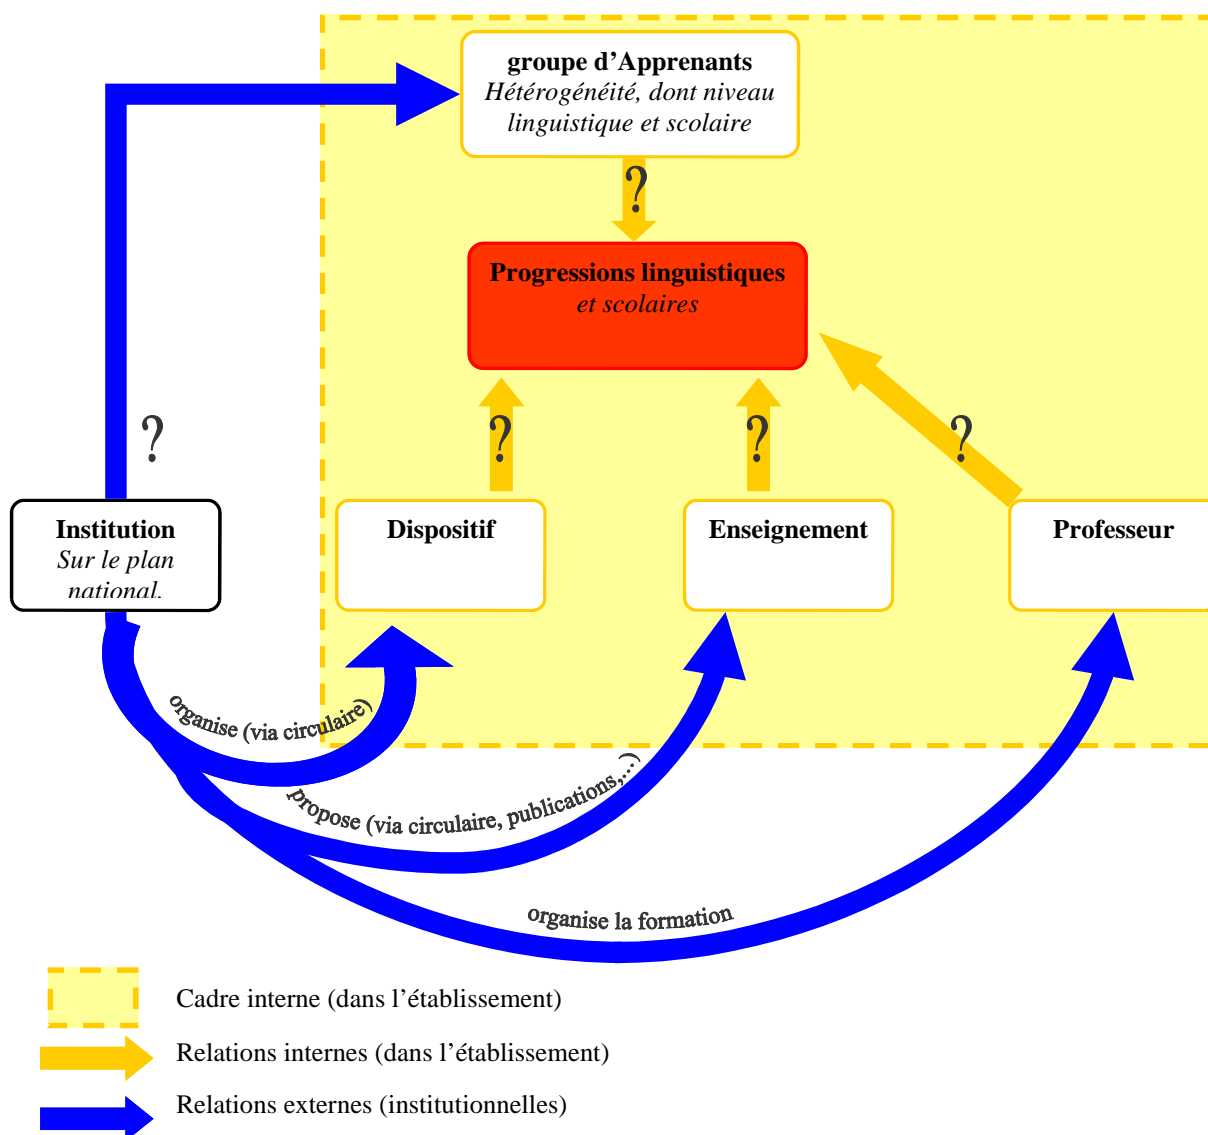 groupe d'Apprenants
Hétérogénéité, dont niveau
linguistique et scolaire
?
Progressions linguistiques
et scolaires
?
?
?
?
Institution
Sur le plan
national.
Dispositif
Enseignement
Professeur
organise (via circulaire)
propose (via circulaire, publications,...)
organise la formation
Cadre interne (dans l'établissement)
Relations internes (dans l'établissement)
Relations externes (institutionnelles)